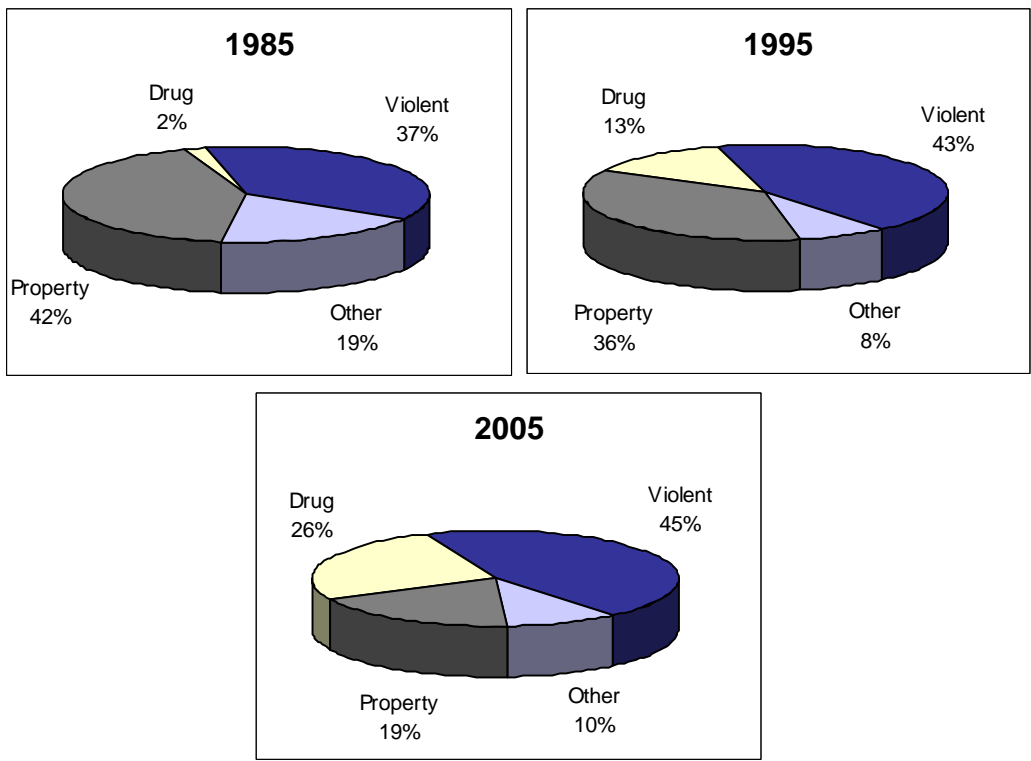 1985
Drug
2%
Violent
37%
Property
42%
Other
19%
1995
Drug
13%
Violent
43%
Property
36%
Other
8%
2005
Drug
26%
Violent
45%
Property
19%
Other
10%